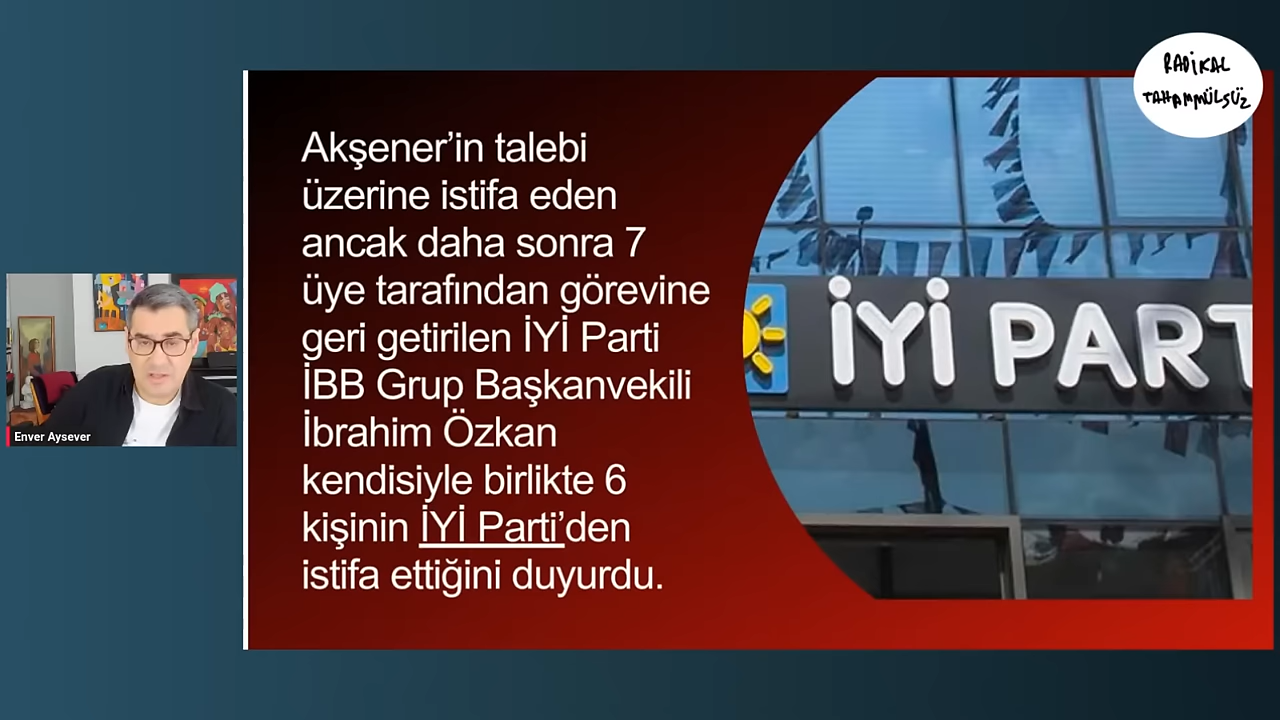 RADİKAL
TAHAMMÜLSÜZ
Akşener’in talebi
üzerine istifa eden
ancak daha sonra 7
üye tarafından görevine
geri getirilen İYİ Parti
İBB Grup Başkanvekili
İbrahim Özkan
kendisiyle birlikte 6
kişinin İYİ Parti’den
istifa ettiğini duyurdu.
İYİ PART
Enver Aysever